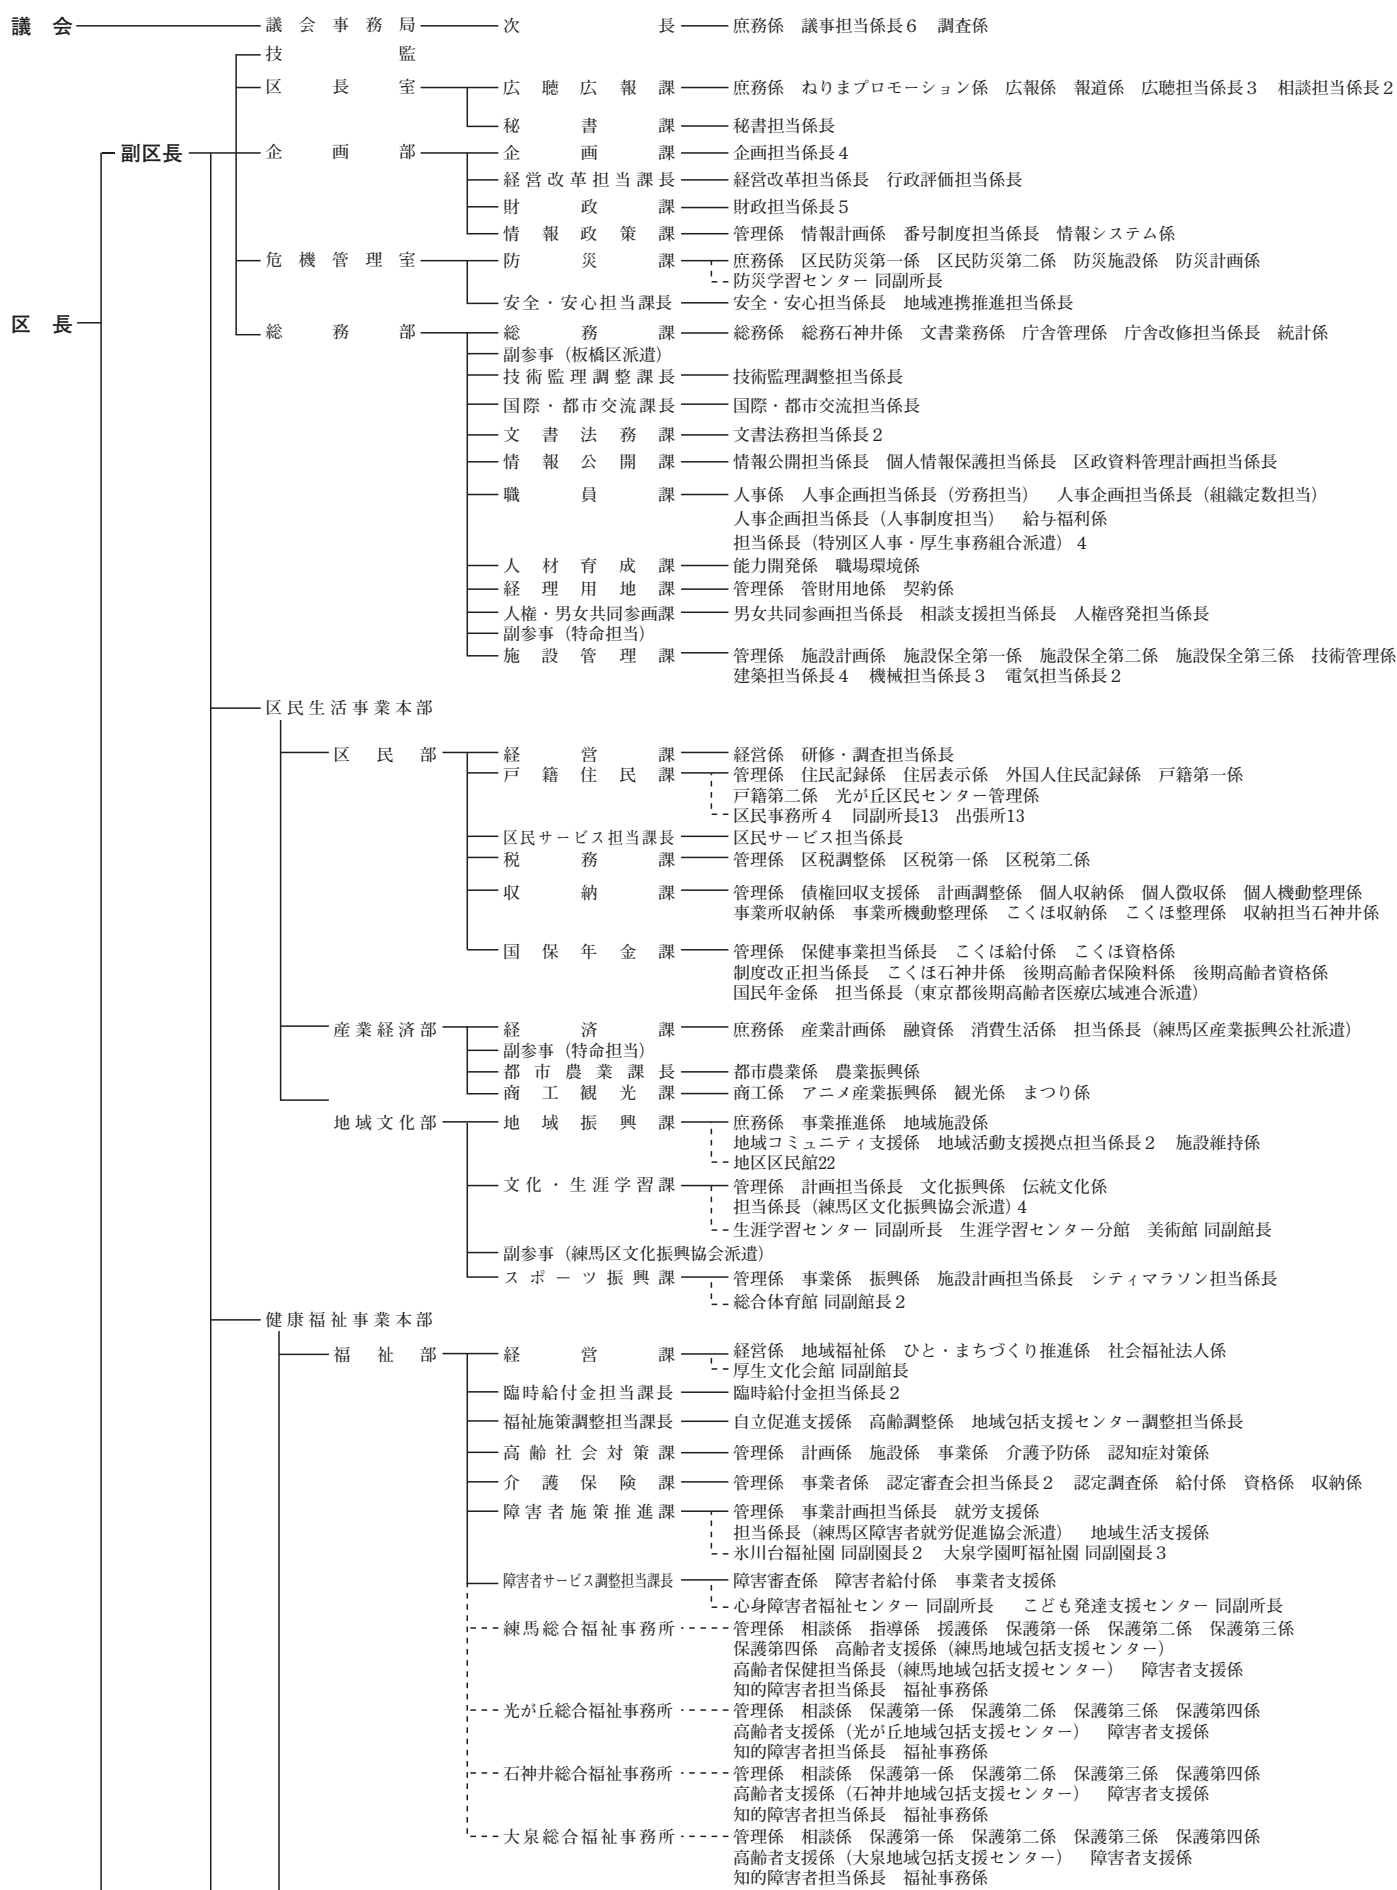 議会 議会事務局 次長 庶務係 議事担当係長6 調査係
技監
区長室 広聴広報課 庶務係 ねりまプロモーション係 広報係 報道係 広聴担当係長3 相談担当係長2
秘書課 秘書担当係長
副区長 企画部 企画課 企画担当係長4
経営改革担当課長 経営改革担当係長 行政評価担当係長
財政課 財政担当係長5
情報政策課 管理係 情報計画係 番号制度担当係長 情報システム係
危機管理室 防災課 庶務係 区民防災第一係 区民防災第二係 防災施設係 防災計画係
防災学習センター 同副所長
安全・安心担当課長 安全・安心担当係長 地域連携推進担当係長
区長
総務部 総務課 総務係 総務石神井係 文書業務係 庁舎管理係 庁舎改修担当係長 統計係
副参事（板橋区派遣）
技術監理調整課長 技術監理調整担当係長
国際・都市交流課長 国際・都市交流担当係長
文書法務課 文書法務担当係長2
情報公開課 情報公開担当係長 個人情報保護担当係長 区政資料管理計画担当係長
職員課 人事係 人事企画担当係長（労務担当） 人事企画担当係長（組織定数担当）
人事企画担当係長（人事制度担当） 給与福利係
担当係長（特別区人事・厚生事務組合派遣）4
人材育成課 能力開発係 職場環境係
経理用地課 管理係 管財用地係 契約係
人権・男女共同参画課 男女共同参画担当係長 相談支援担当係長 人権啓発担当係長
副参事（特命担当）
施設管理課 管理係 施設計画係 施設保全第一係 施設保全第二係 施設保全第三係 技術管理係
建築担当係長4 機械担当係長3 電気担当係長2
区民生活事業本部
区民部 経営課 経営係 研修・調査担当係長
戸籍住民課 管理係 住民記録係 住居表示係 外国人住民記録係 戸籍第一係
戸籍第二係 光が丘区民センター管理係
区民事務所4 同副所長13 出張所13
区民サービス担当課長 区民サービス担当係長
税務課 管理係 区税調整係 区税第一係 区税第二係
収納課 管理係 債権回収支援係 計画調整係 個人収納係 個人徴収係 個人機動整理係
事業所収納係 事業所機動整理係 こくほ収納係 こくほ整理係 収納担当石神井係
国保年金課 管理係 保健事業担当係長 こくほ給付係 こくほ資格係
制度改正担当係長 こくほ石神井係 後期高齢者保険料係 後期高齢者資格係
国民年金係 担当係長（東京都後期高齢者医療広域連合派遣）
産業経済部 経済課 庶務係 産業計画係 融資係 消費生活係 担当係長（練馬区産業振興公社派遣）
副参事（特命担当）
都市農業課長 都市農業係 農業振興係
商工観光課 商工係 アニメ産業振興係 観光係 まつり係
地域文化部 地域振興課 庶務係 事業推進係 地域施設係
地域コミュニティ支援係 地域活動支援拠点担当係長2 施設維持係
地区区民館22
文化・生涯学習課 管理係 計画担当係長 文化振興係 伝統文化係
担当係長（練馬区文化振興協会派遣）4
生涯学習センター 同副所長 生涯学習センター分館 美術館 同副館長
副参事（練馬区文化振興協会派遣）
スポーツ振興課 管理係 事業係 振興係 施設計画担当係長 シティマラソン担当係長
総合体育館 同副館長2
健康福祉事業本部
福祉部 経営課 経営係 地域福祉係 ひと・まちづくり推進係 社会福祉法人係
厚生文化会館 同副館長
臨時給付金担当課長 臨時給付金担当係長2
福祉施策調整担当課長 自立促進支援係 高齢調整係 地域包括支援センター調整担当係長
高齢社会対策課 管理係 計画係 施設係 事業係 介護予防係 認知症対策係
介護保険課 管理係 事業者係 認定審査会担当係長2 認定調査係 給付係 資格係 収納係
障害者施策推進課 管理係 事業計画担当係長 就労支援係
担当係長（練馬区障害者就労促進協会派遣） 地域生活支援係
氷川台福祉園 同副園長2 大泉学園町福祉園 同副園長3
障害者サービス調整担当課長 障害審査係 障害者給付係 事業者支援係
心身障害者福祉センター 同副所長 こども発達支援センター 同副所長
練馬総合福祉事務所 管理係 相談係 指導係 援護係 保護第一係 保護第二係 保護第三係
保護第四係 高齢者支援係（練馬地域包括支援センター）
高齢者保健担当係長（練馬地域包括支援センター） 障害者支援係
知的障害者担当係長 福祉事務係
光が丘総合福祉事務所 管理係 相談係 保護第一係 保護第二係 保護第三係 保護第四係
高齢者支援係（光が丘地域包括支援センター） 障害者支援係
知的障害者担当係長 福祉事務係
石神井総合福祉事務所 管理係 相談係 保護第一係 保護第二係 保護第三係 保護第四係
高齢者支援係（石神井地域包括支援センター） 障害者支援係
知的障害者担当係長 福祉事務係
大泉総合福祉事務所 管理係 相談係 保護第一係 保護第二係 保護第三係 保護第四係
高齢者支援係（大泉地域包括支援センター） 障害者支援係
知的障害者担当係長 福祉事務係